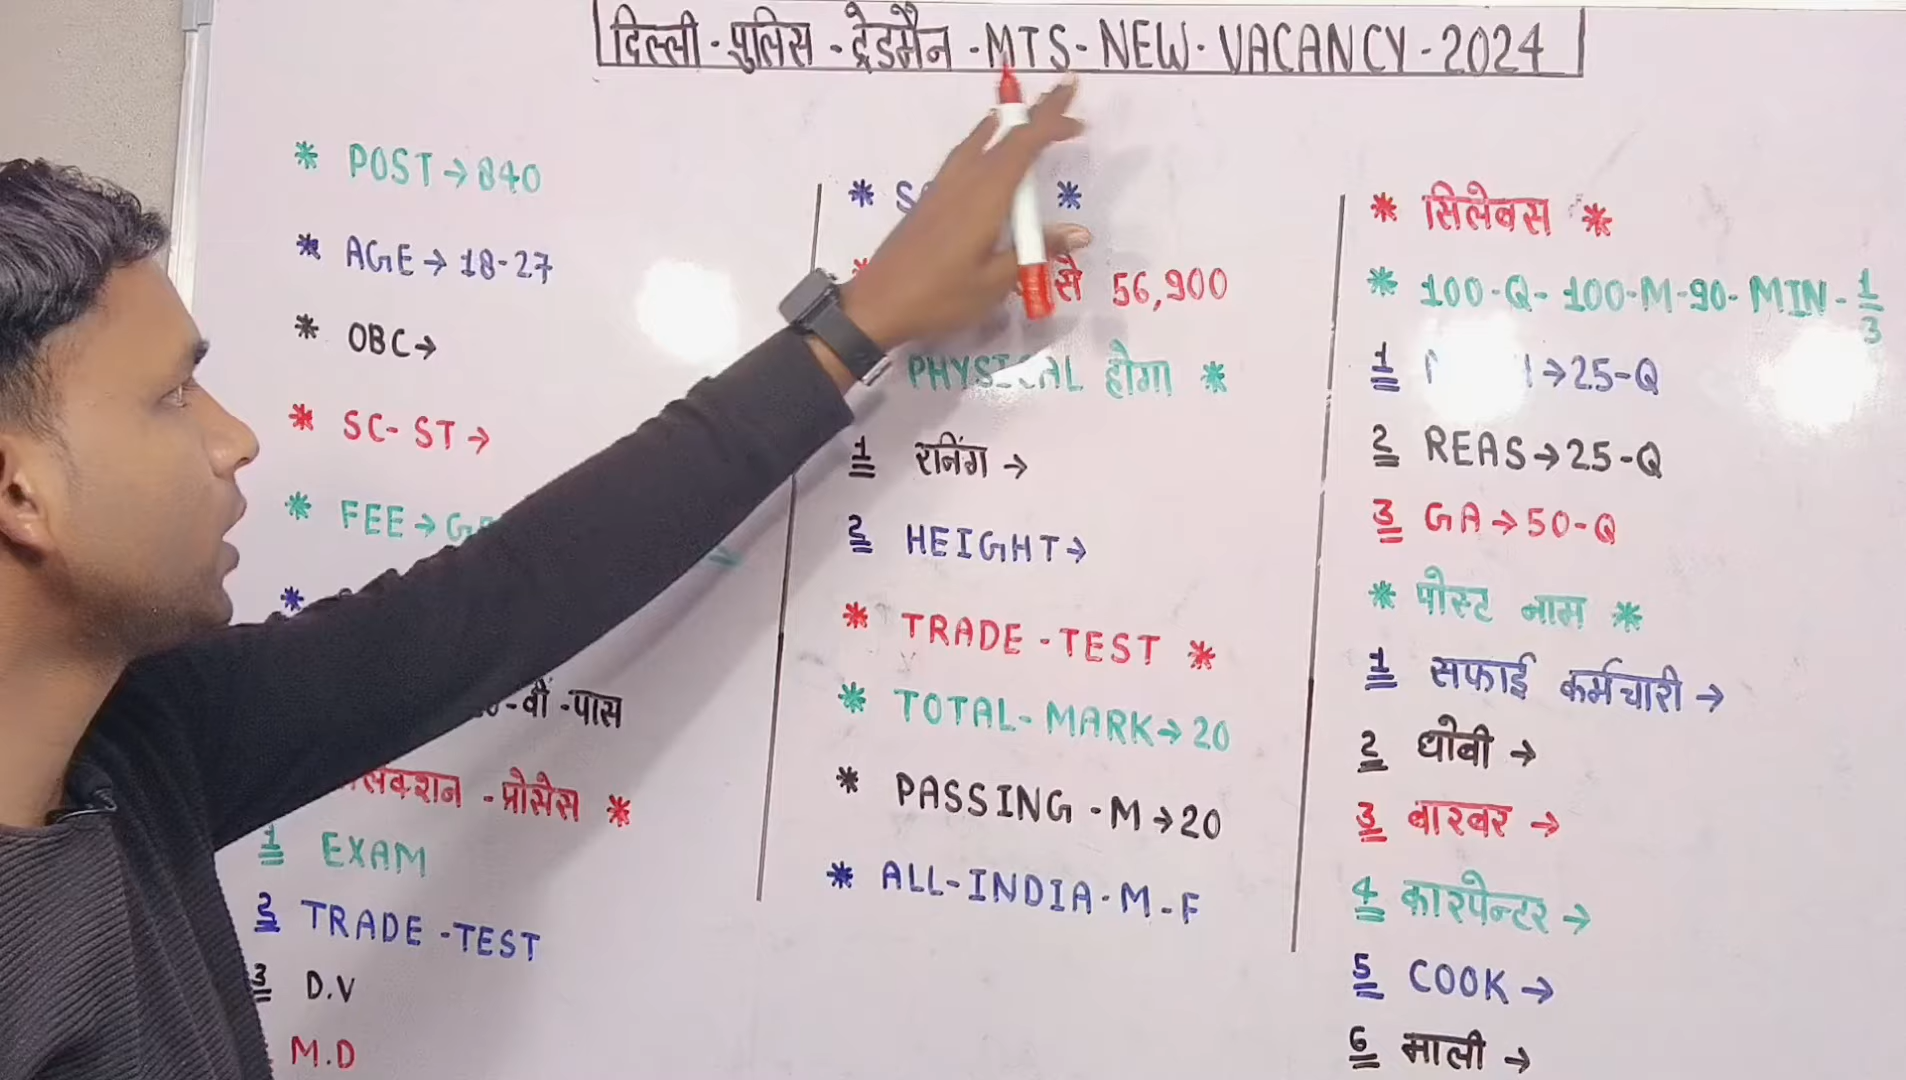 दिल्ली - पुलिस - ट्रेडमैन - MTS - NEW - VACANCY - 2024
* POST → 840
* AGE → 18-27
* OBC →
* SC - ST →
* FEE →
*
-वी -पास
सेलेक्शन - प्रोसेस *
1 EXAM
2 TRADE - TEST
3 D.V
M.D
* *
से 56,900
PHYSICAL होगा *
1 रनिंग →
2 HEIGHT →
* TRADE - TEST *
* TOTAL - MARK → 20
* PASSING - M → 20
* ALL - INDIA - M - F
* सिलेबस *
* 100-Q - 100-M-90- MIN - 1/3
1 → 25-Q
2 REAS → 25-Q
3 GA → 50-Q
* पोस्ट नाम *
1 सफाई कर्मचारी →
2 धोबी →
3 बारबर →
4 कारपेन्टर →
5 COOK →
6 माली →